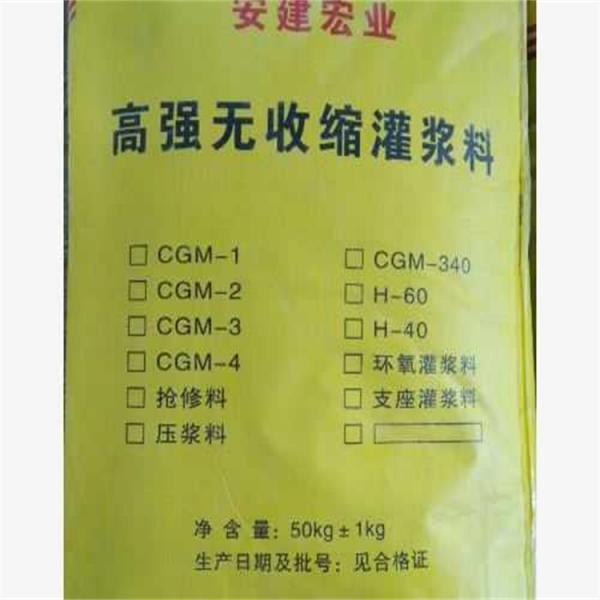 安建宏业
高强无收缩灌浆料
CGM-1
CGM-2
CGM-3
CGM-4
抢修料
压浆料
CGM-340
H-60
H-40
环氧灌浆料
支座灌浆料
净含量：50kg±1kg
生产日期及批号：见合格证